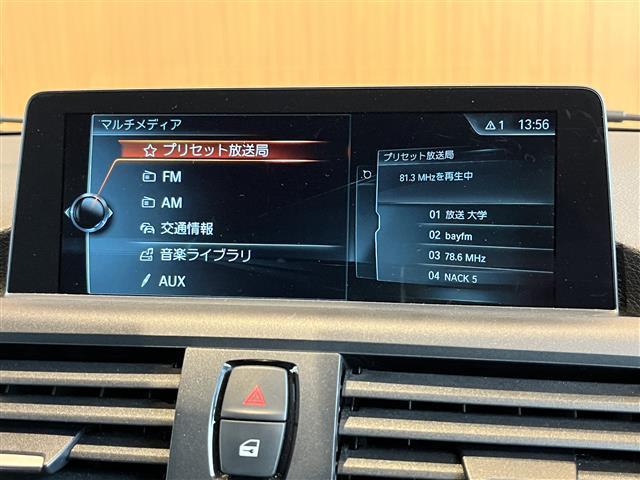 マルチメディア
1 13:56
プリセット放送局
FM
AM
交通情報
音楽ライブラリ
AUX
プリセット放送局
81.3 MHzを再生中
01 放送 大学
02 bayfm
03 78.6 MHz
04 NACK 5